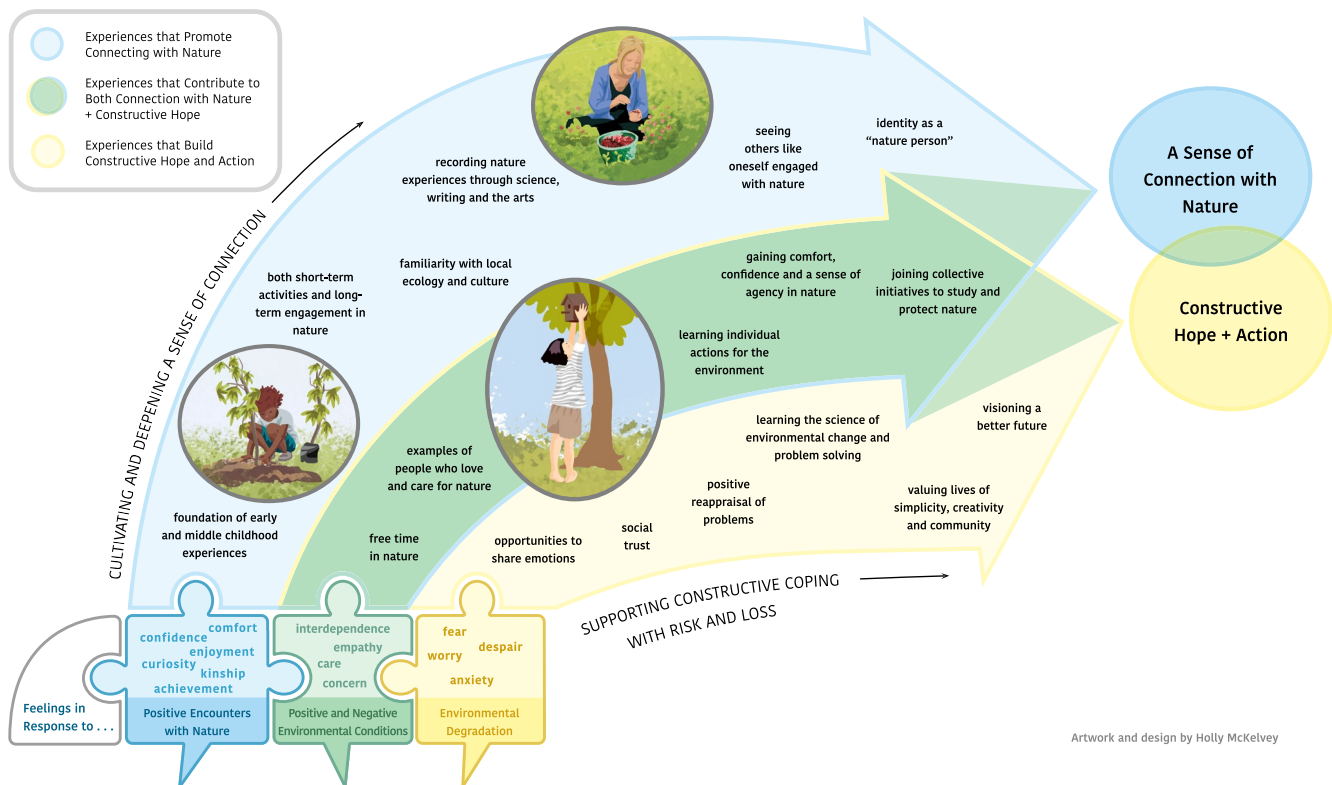 Experiences that Promote
Connecting with Nature
Experiences that Contribute to
Both Connection with Nature
+ Constructive Hope
Experiences that Build
Constructive Hope and Action
CULTIVATING AND DEEPENING A SENSE OF CONNECTION
recording nature
experiences through science,
writing and the arts
seeing
others like
oneself engaged
with nature
identity as a
“nature person”
both short-term
activities and long-
term engagement in
nature
familiarity with local
ecology and culture
foundation of early
and middle childhood
experiences
gaining comfort,
confidence and a sense of
agency in nature
joining collective
initiatives to study and
protect nature
learning individual
actions for the
environment
examples of
people who love
and care for nature
free time
in nature
learning the science of
environmental change and
problem solving
visioning a
better future
positive
reappraisal of
problems
valuing lives of
simplicity, creativity
and community
opportunities to
share emotions
social
trust
SUPPORTING CONSTRUCTIVE COPING
WITH RISK AND LOSS
A Sense of
Connection with
Nature
Constructive
Hope + Action
Feelings in
Response to . . .
comfort
confidence
enjoyment
curiosity
kinship
achievement
Positive Encounters
with Nature
interdependence
empathy
care
concern
Positive and Negative
Environmental Conditions
fear
despair
worry
anxiety
Environmental
Degradation
Artwork and design by Holly McKelvey